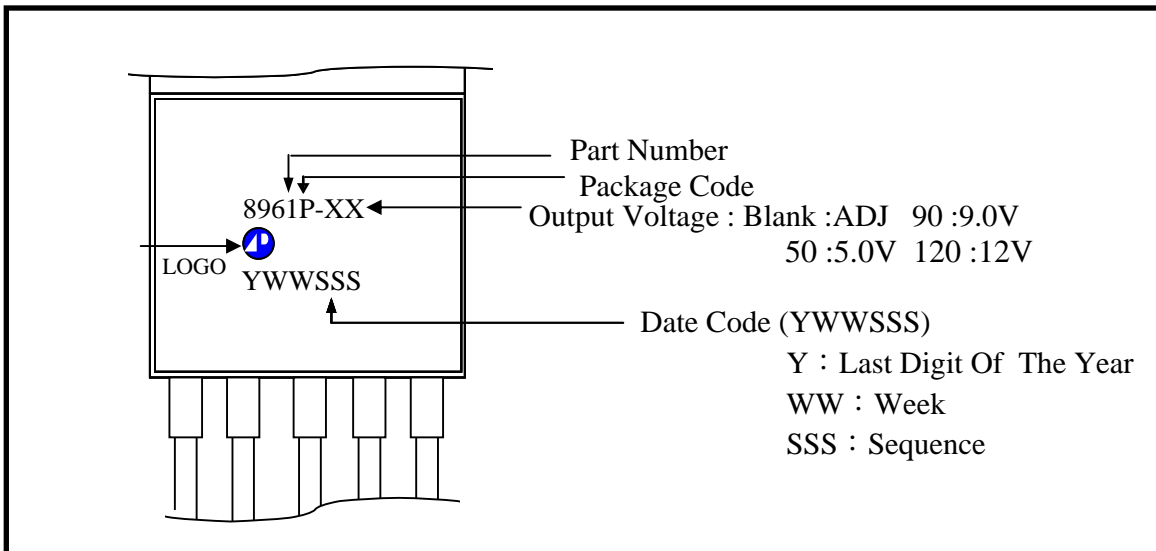 Part Number
Package Code
8961P-XX
Output Voltage : Blank :ADJ 90 :9.0V
50 :5.0V 120 :12V
LOGO
YWWSSS
Date Code (YWWSSS)
Y：Last Digit Of The Year
WW：Week
SSS：Sequence